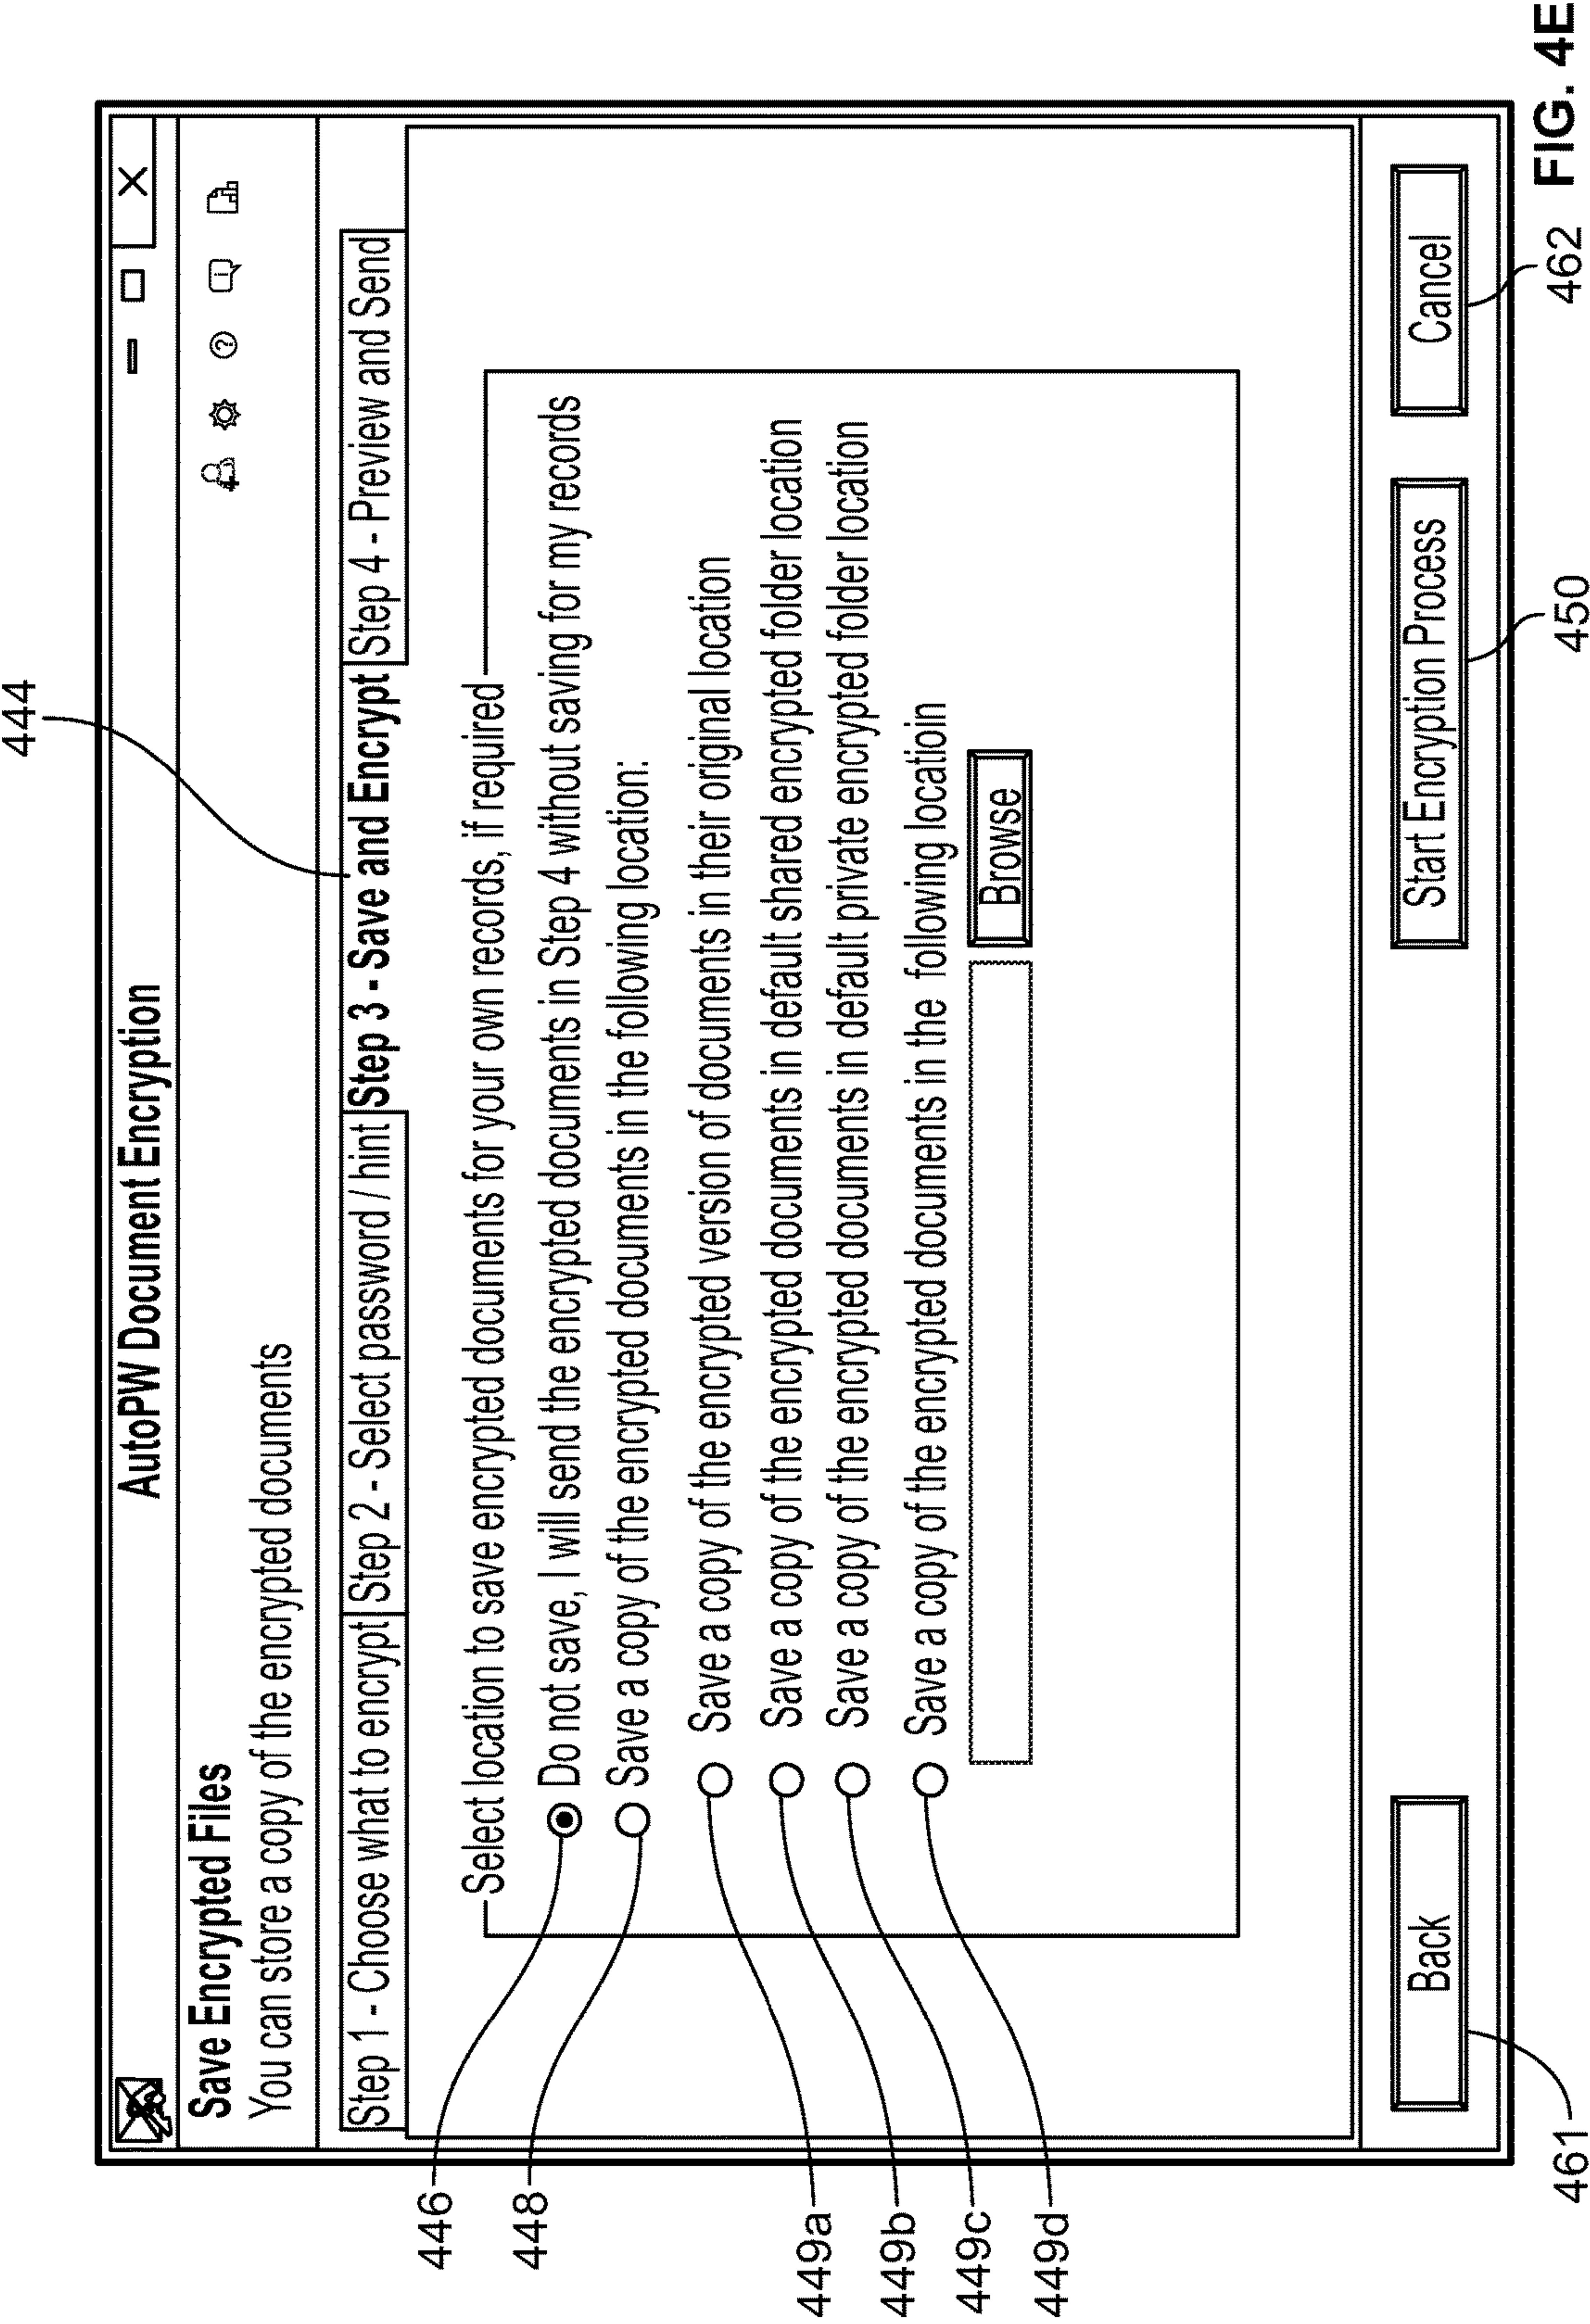 444
AutoPW Document Encryption
Save Encrypted Files
You can store a copy of the encrypted documents
Step 1 - Choose what to encrypt
Step 2 - Select password / hint
Step 3 - Save and Encrypt
Step 4 - Preview and Send
Select location to save encrypted documents for your own records, if required
446
Do not save, I will send the encrypted documents in Step 4 without saving for my records
448
Save a copy of the encrypted documents in the following location:
449a
Save a copy of the encrypted version of documents in their original location
449b
Save a copy of the encrypted documents in default shared encrypted folder location
449c
Save a copy of the encrypted documents in default private encrypted folder location
449d
Save a copy of the encrypted documents in the following locatioin
Browse
Back
Start Encryption Process
Cancel
461
450
462
FIG. 4E